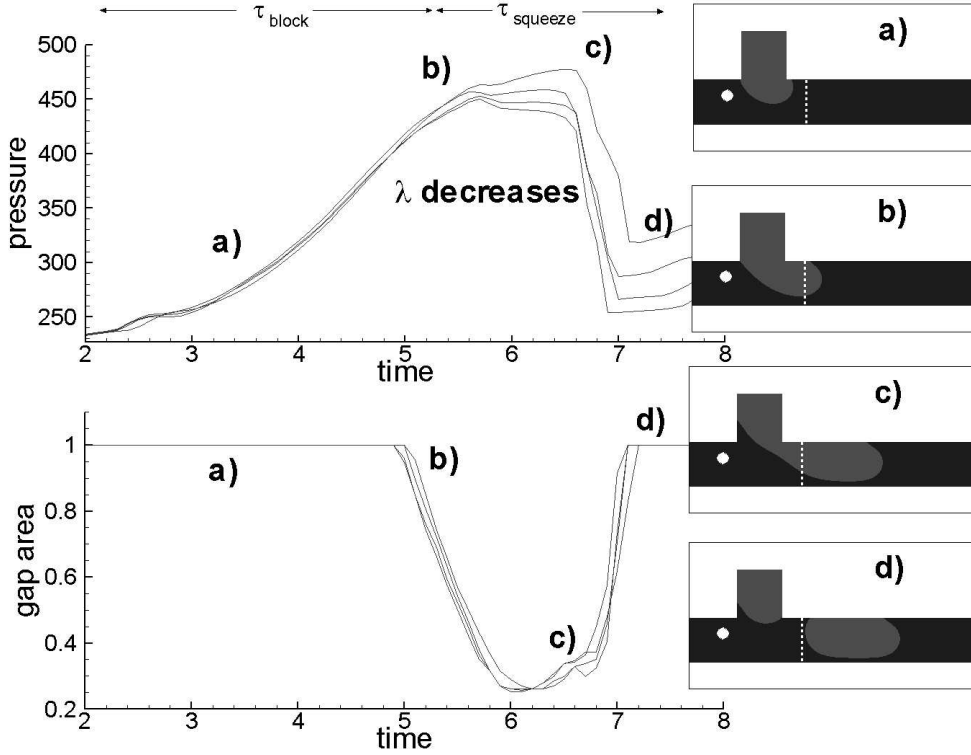 τ block
τ squeeze
500
450
400
350
300
250
pressure
a)
b)
c)
d)
λ decreases
2
3
4
5
6
7
8
time
1
0.8
0.6
0.4
0.2
gap area
a)
b)
c)
d)
2
3
4
5
6
7
8
time
a)
b)
c)
d)